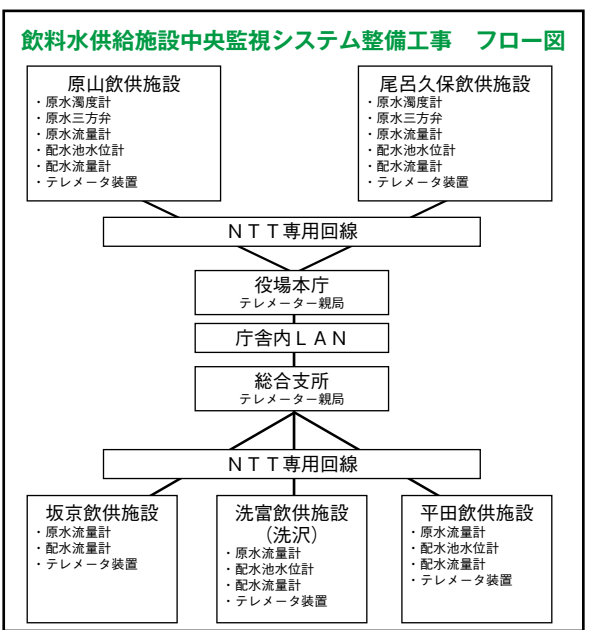 飲料水供給施設中央監視システム整備工事　フロー図
原山飲供施設
・原水濁度計
・原水三方弁
・原水流量計
・配水池水位計
・配水流量計
・テレメータ装置
尾呂久保飲供施設
・原水濁度計
・原水三方弁
・原水流量計
・配水池水位計
・配水流量計
・テレメータ装置
ＮＴＴ専用回線
役場本庁
テレメーター親局
庁舎内ＬＡＮ
総合支所
テレメーター親局
ＮＴＴ専用回線
坂京飲供施設
・原水流量計
・配水流量計
・テレメータ装置
洗富飲供施設
（洗沢）
・原水流量計
・配水池水位計
・配水流量計
・テレメータ装置
平田飲供施設
・原水流量計
・配水池水位計
・配水流量計
・テレメータ装置